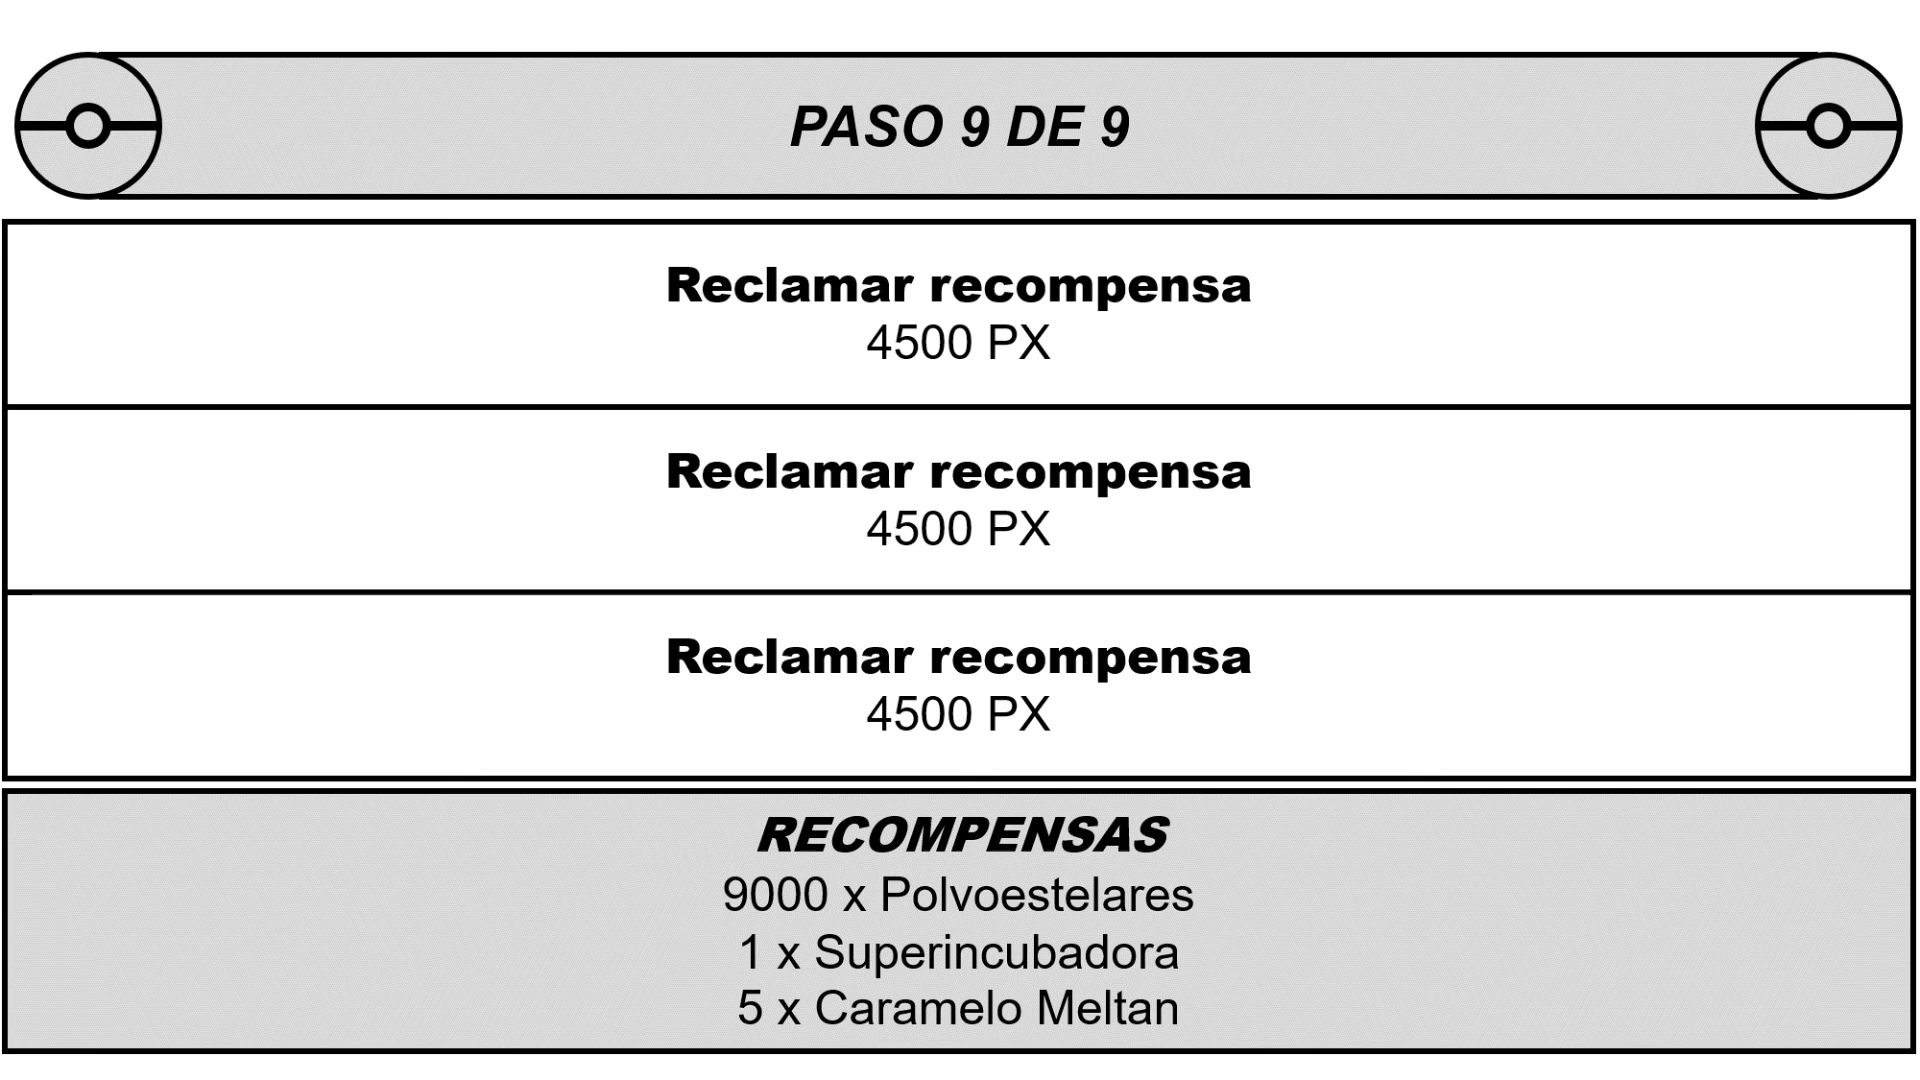 PASO 9 DE 9
Reclamar recompensa
4500 PX
Reclamar recompensa
4500 PX
Reclamar recompensa
4500 PX
RECOMPENSAS
9000 x Polvoestelares
1 x Superincubadora
5 x Caramelo Meltan